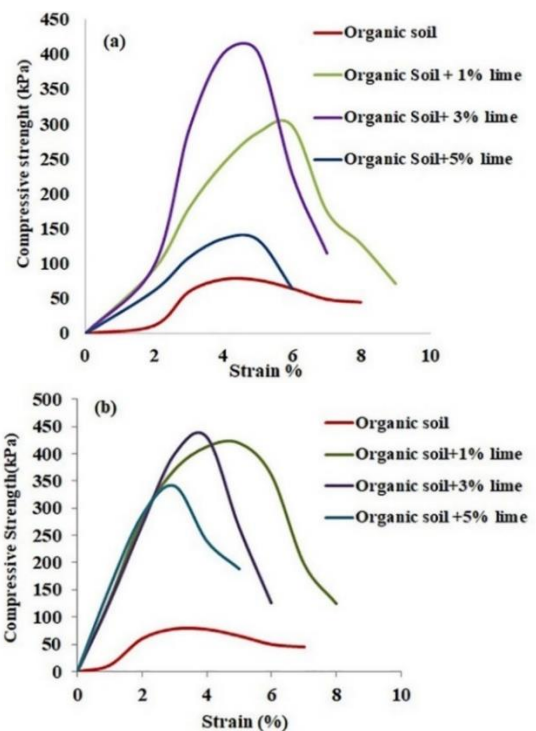 (a)
Compressive strenght (kPa)
450
400
350
300
250
200
150
100
50
0
0 2 4 6 8 10
Strain %
Organic soil
Organic Soil + 1% lime
Organic Soil+ 3% lime
Organic Soil+5% lime
(b)
Compressive Strength(kPa)
500
450
400
350
300
250
200
150
100
50
0
0 2 4 6 8 10
Strain (%)
Organic soil
Organic soil+1% lime
Organic soil+3% lime
Organic soil +5% lime